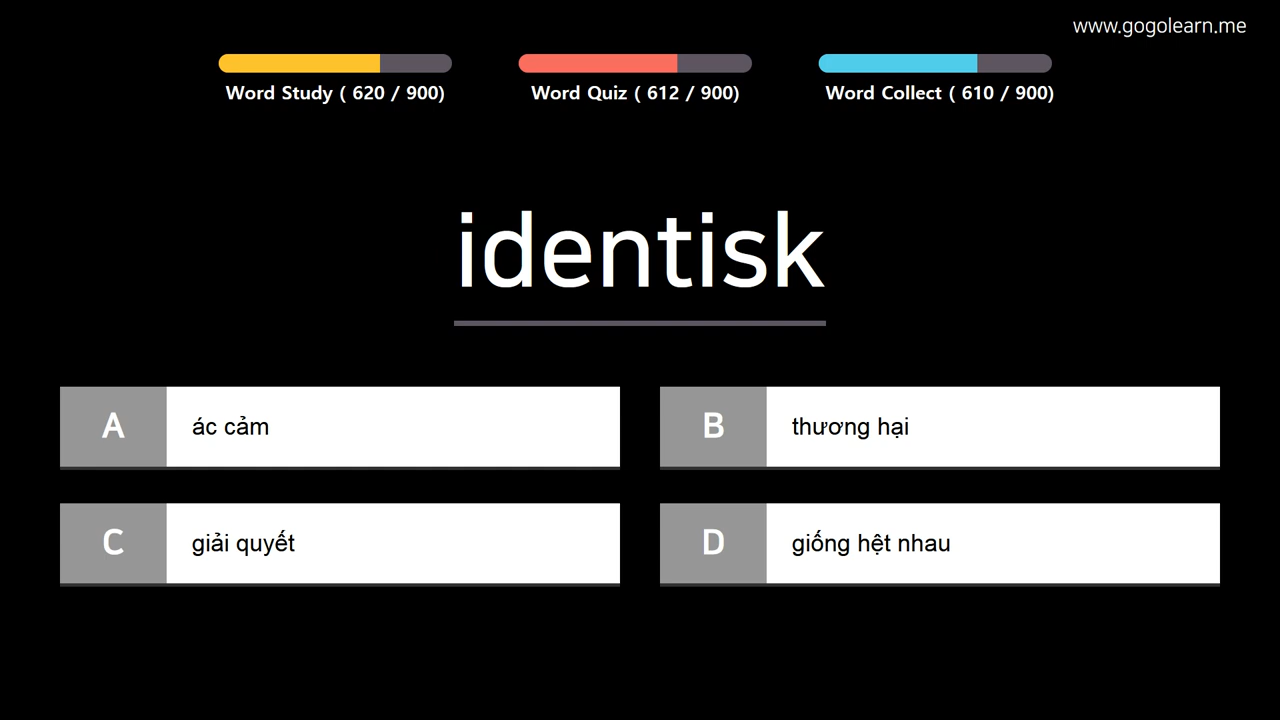 www.gogolearn.me
Word Study ( 620 / 900)
Word Quiz ( 612 / 900)
Word Collect ( 610 / 900)
identisk
A ác cảm
B thương hại
C giải quyết
D giống hệt nhau